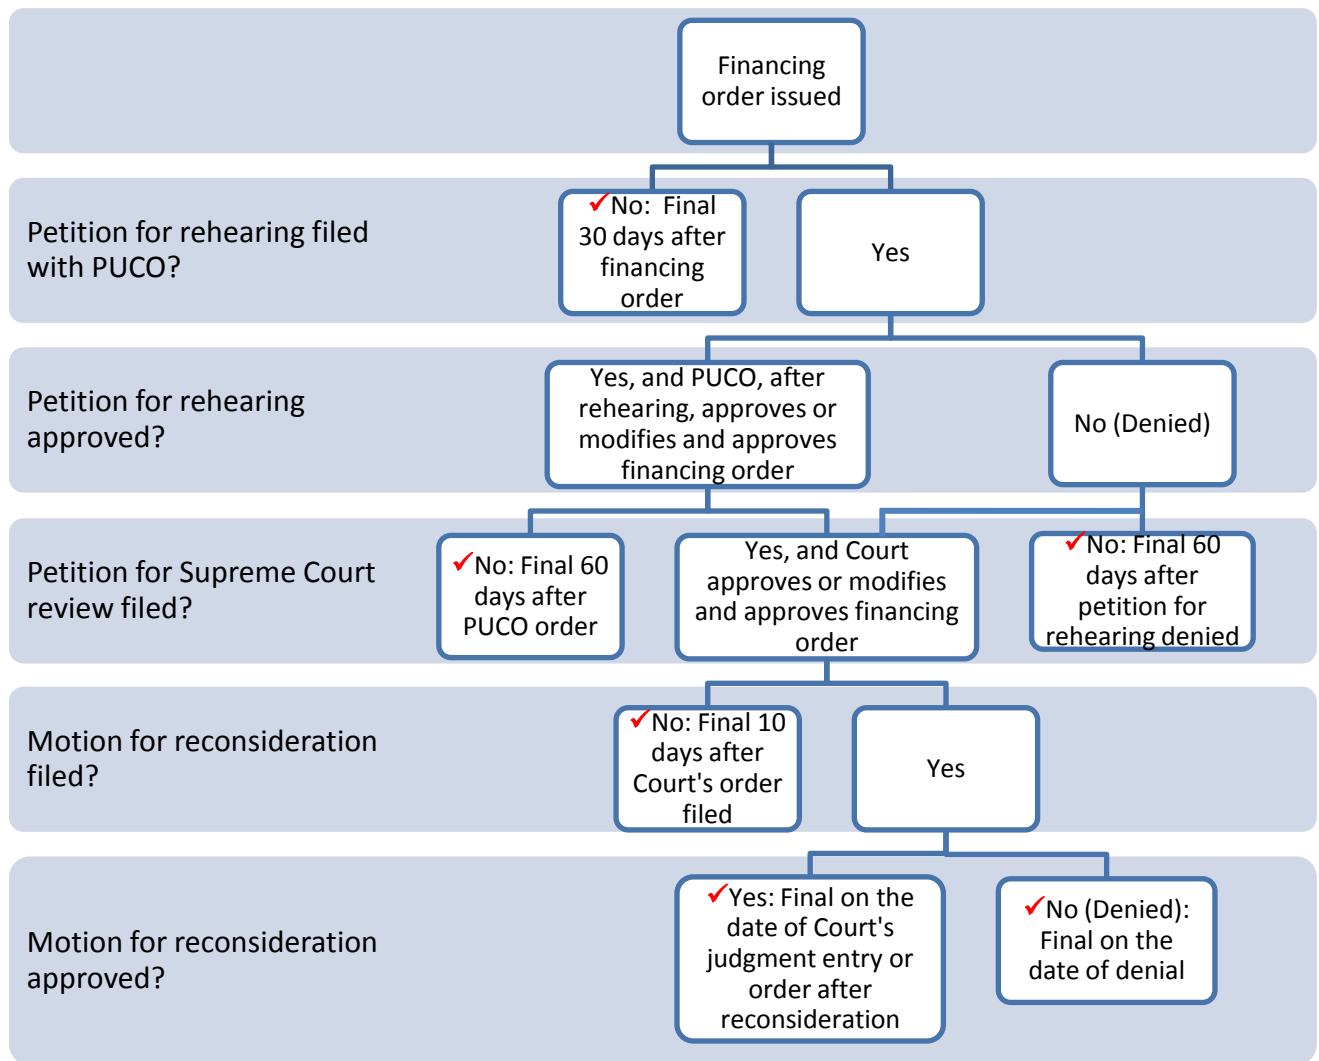 Financing
order issued
Petition for rehearing filed
with PUCO?
✓No:  Final
30 days after
financing
order
Yes
Petition for rehearing
approved?
Yes, and PUCO, after
rehearing, approves or
modifies and approves
financing order
No (Denied)
Petition for Supreme Court
review filed?
✓No: Final 60
days after
PUCO order
Yes, and Court
approves or modifies
and approves financing
order
✓No: Final 60
days after
petition for
rehearing denied
Motion for reconsideration
filed?
✓No: Final 10
days after
Court's order
filed
Yes
Motion for reconsideration
approved?
✓Yes: Final on the
date of Court's
judgment entry or
order after
reconsideration
✓No (Denied):
Final on the
date of denial